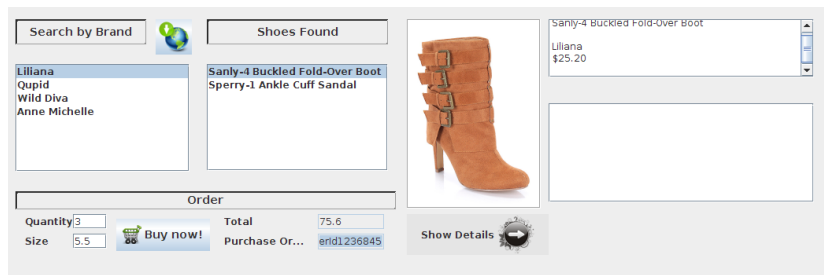 Search by Brand
Shoes Found
Liliana
Qupid
Wild Diva
Anne Michelle
Sanly-4 Buckled Fold-Over Boot
Sperry-1 Ankle Cuff Sandal
Sanly-4 Buckled Fold-Over Boot
Liliana
$25.20
Order
Quantity 3
Size 5.5
Buy now!
Total 75.6
Purchase Or... erId1236845
Show Details